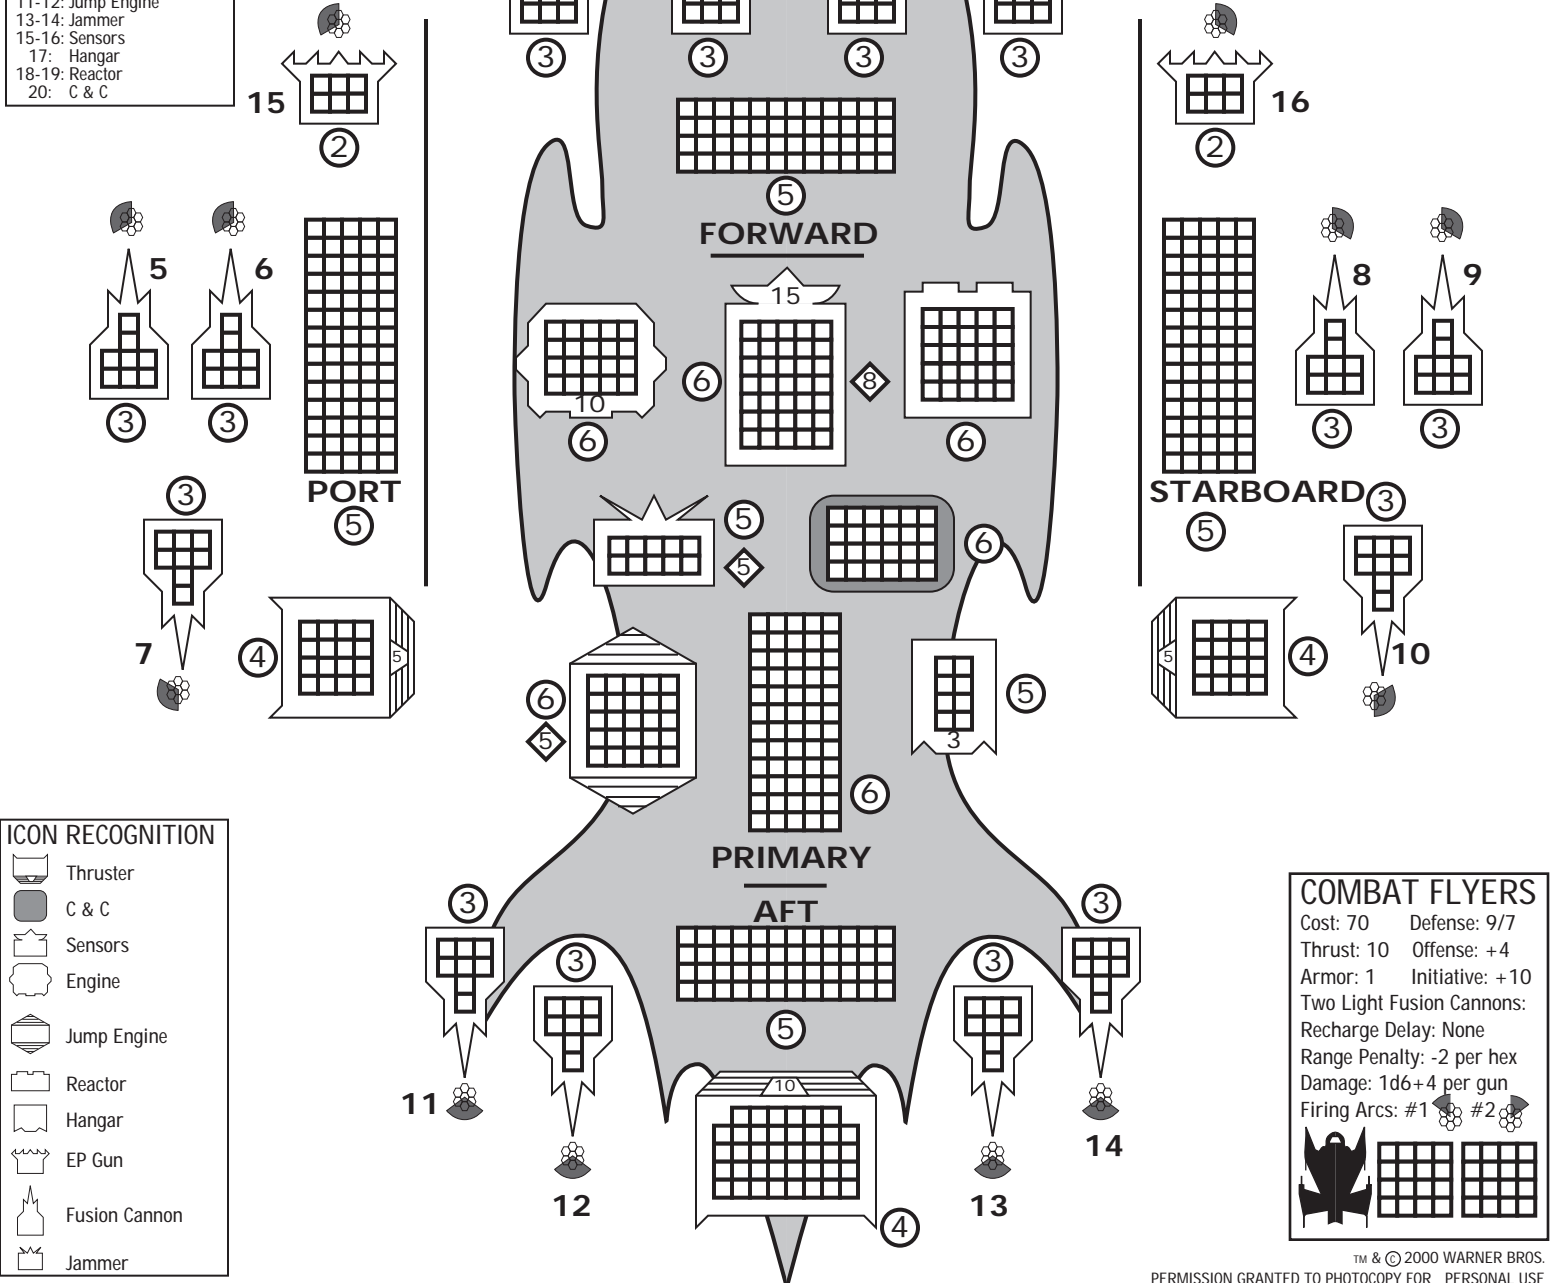 11-12: Jump Engine
13-14: Jammer
15-16: Sensors
17: Hangar
18-19: Reactor
20: C & C
3
3
3
3
15
2
16
2
5
FORWARD
5
6
3
3
15
6
8
10
6
6
8
9
3
3
PORT
5
STARBOARD
5
3
7
4
5
5
5
6
3
10
5
4
6
5
5
3
6
PRIMARY
AFT
5
3
11
3
12
3
13
3
14
10
4
ICON RECOGNITION
Thruster
C & C
Sensors
Engine
Jump Engine
Reactor
Hangar
EP Gun
Fusion Cannon
Jammer
COMBAT FLYERS
Cost: 70 Defense: 9/7
Thrust: 10 Offense: +4
Armor: 1 Initiative: +10
Two Light Fusion Cannons:
Recharge Delay: None
Range Penalty: -2 per hex
Damage: 1d6+4 per gun
Firing Arcs: #1 #2
TM & © 2000 WARNER BROS.
PERMISSION GRANTED TO PHOTOCOPY FOR PERSONAL USE